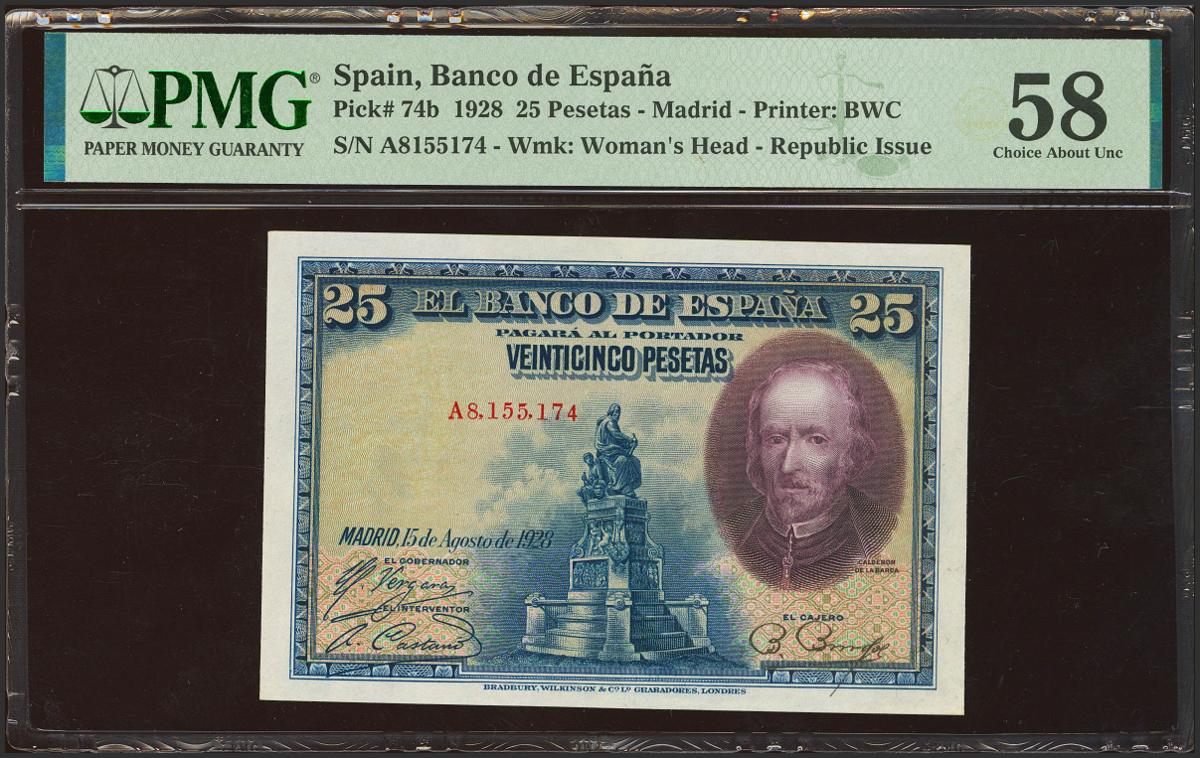 PMG®
PAPER MONEY GUARANTY
Spain, Banco de España
Pick# 74b 1928 25 Pesetas - Madrid - Printer: BWC
S/N A8155174 - Wmk: Woman's Head - Republic Issue
58
Choice About Unc
25 EL BANCO DE ESPAÑA 25
PAGARÁ AL PORTADOR
VEINTICINCO PESETAS
A8,155,174
MADRID, 15 de Agosto de 1928
EL GOBERNADOR
EL INTERVENTOR
CALDERON
DE LA BARCA
EL CAJERO
BRADBURY, WILKINSON & Cº Lº GRABADORES, LONDRES